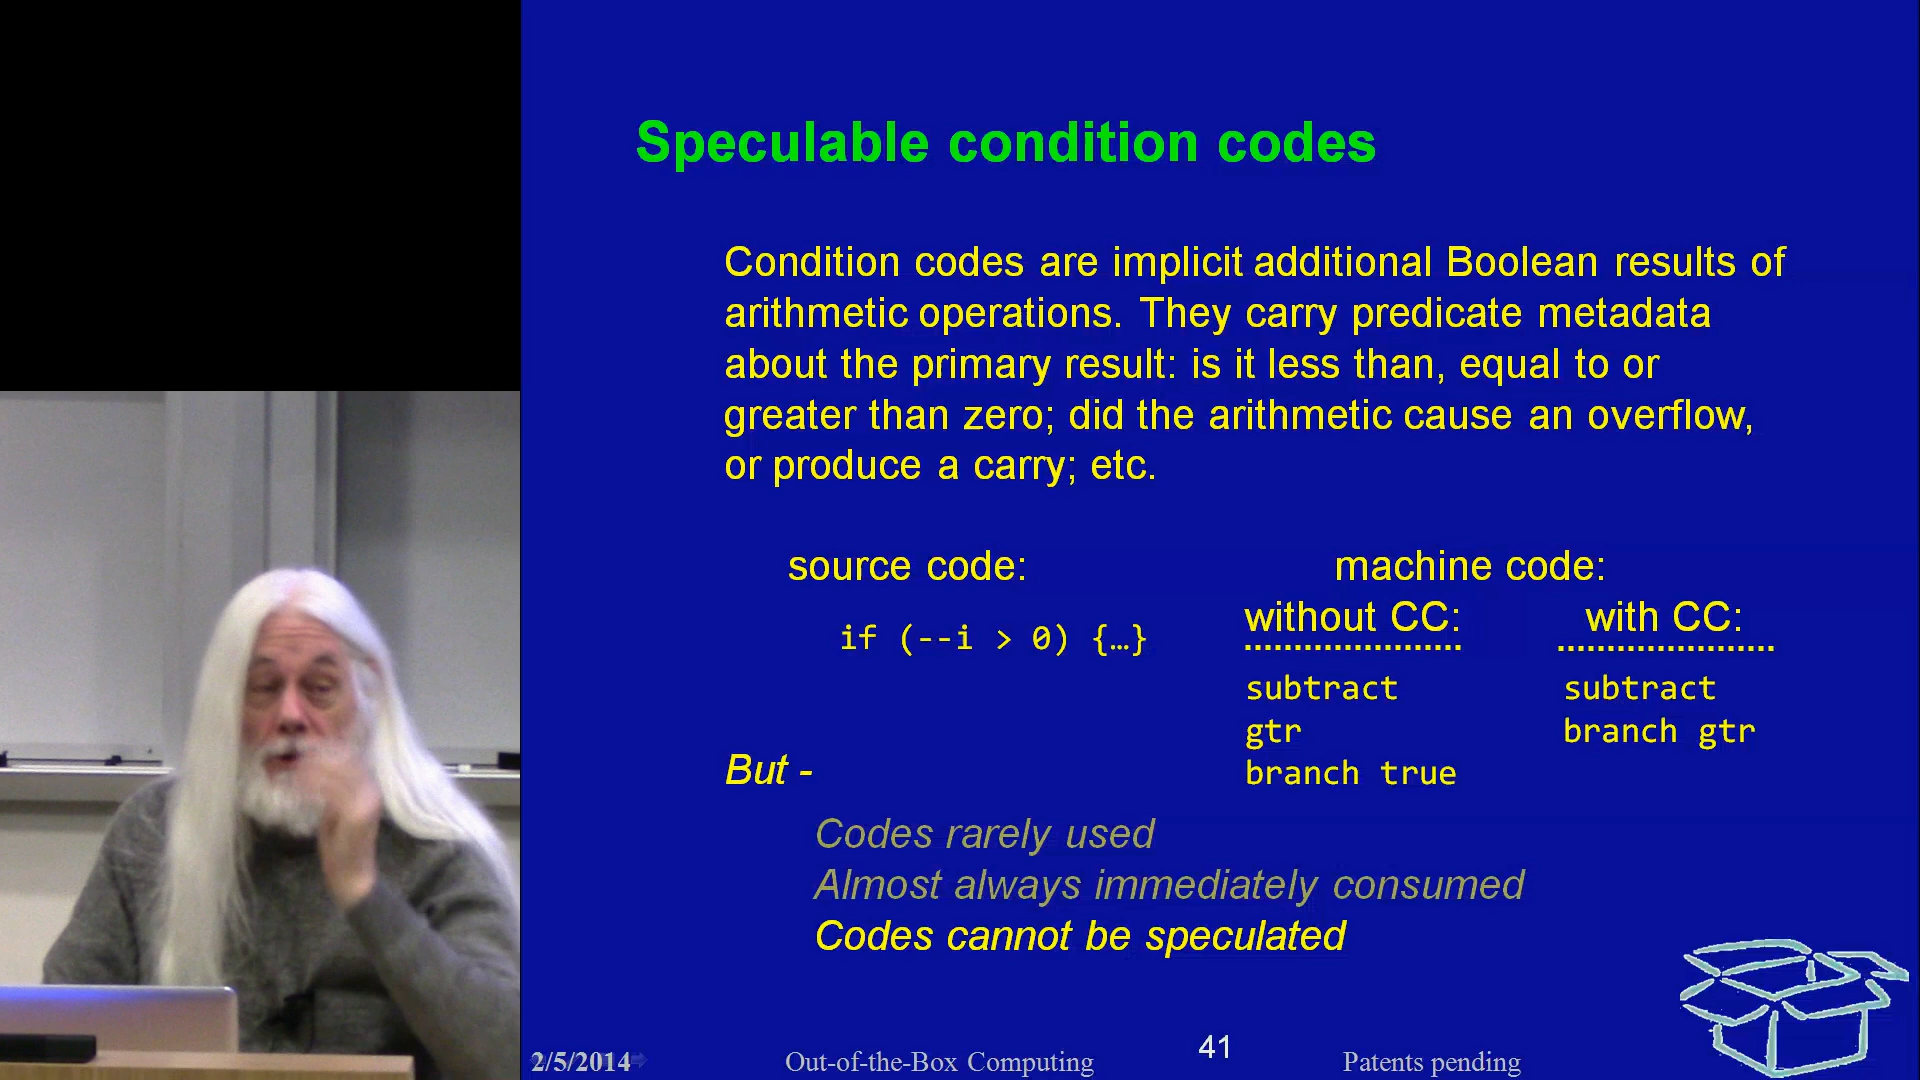 Speculable condition codes
Condition codes are implicit additional Boolean results of
arithmetic operations. They carry predicate metadata
about the primary result: is it less than, equal to or
greater than zero; did the arithmetic cause an overflow,
or produce a carry; etc.
source code:
if (--i > 0) {…}
machine code:
without CC:
subtract
gtr
branch true
with CC:
subtract
branch gtr
But -
Codes rarely used
Almost always immediately consumed
Codes cannot be speculated
2/5/2014
Out-of-the-Box Computing
41
Patents pending